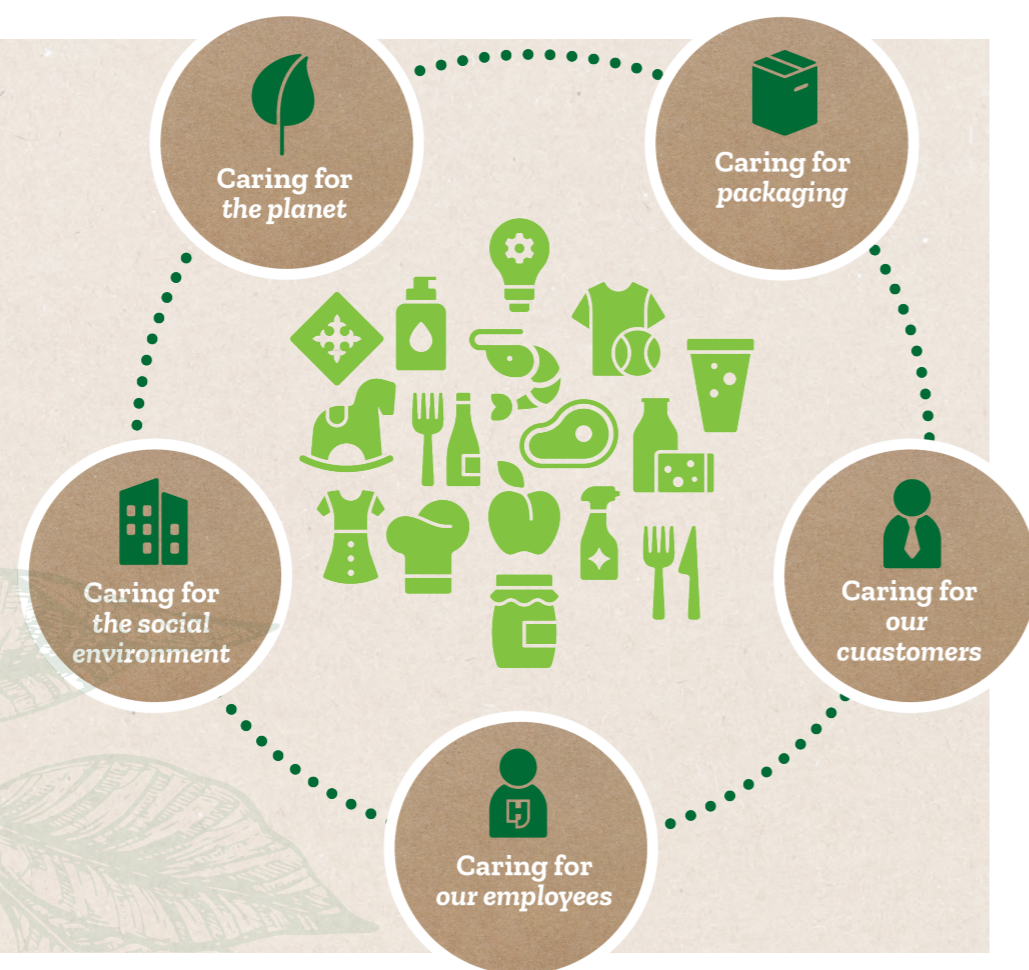 Caring for
the planet
Caring for
packaging
Caring for
the social
environment
Caring for
our
cuastomers
Caring for
our employees